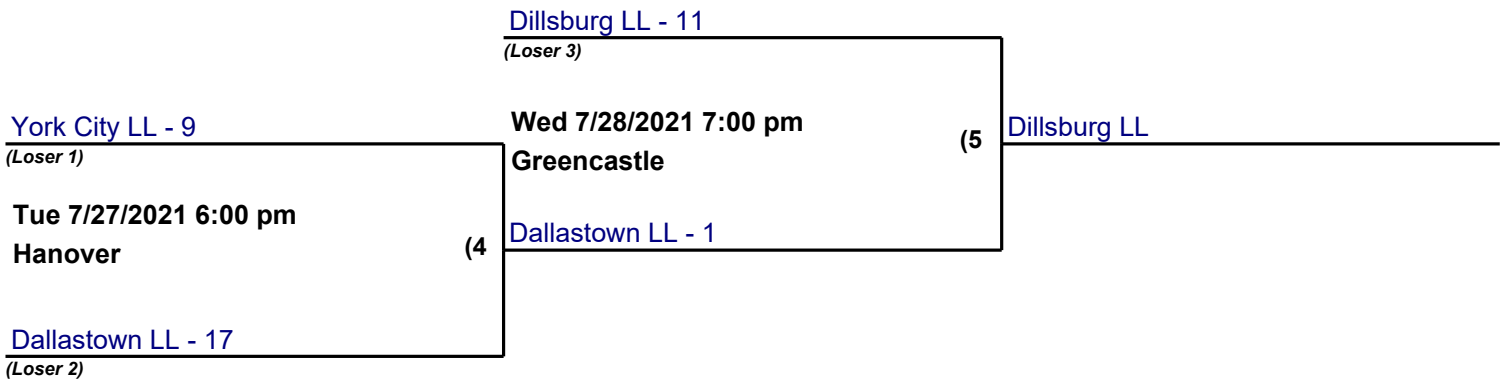 Dillsburg LL - 11
(Loser 3)
York City LL - 9
(Loser 1)
Wed 7/28/2021 7:00 pm
Greencastle
(5
Dillsburg LL
Tue 7/27/2021 6:00 pm
Hanover
(4
Dallastown LL - 1
Dallastown LL - 17
(Loser 2)